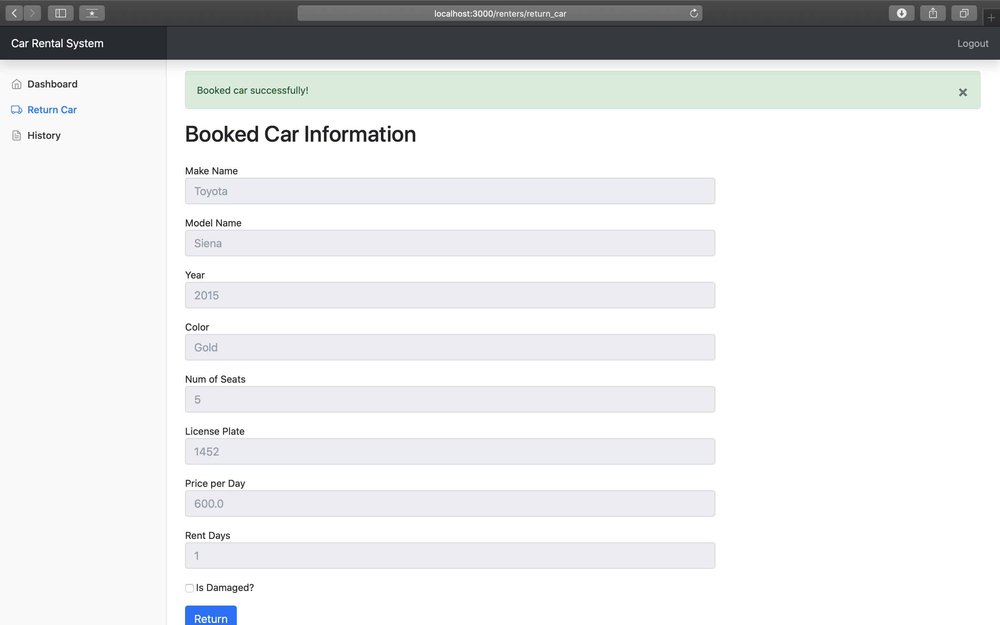 localhost:3000/renters/return_car
Car Rental System
Logout
Dashboard
Return Car
History
Booked car successfully!
Booked Car Information
Make Name
Toyota
Model Name
Siena
Year
2015
Color
Gold
Num of Seats
5
License Plate
1452
Price per Day
600.0
Rent Days
1
Is Damaged?
Return